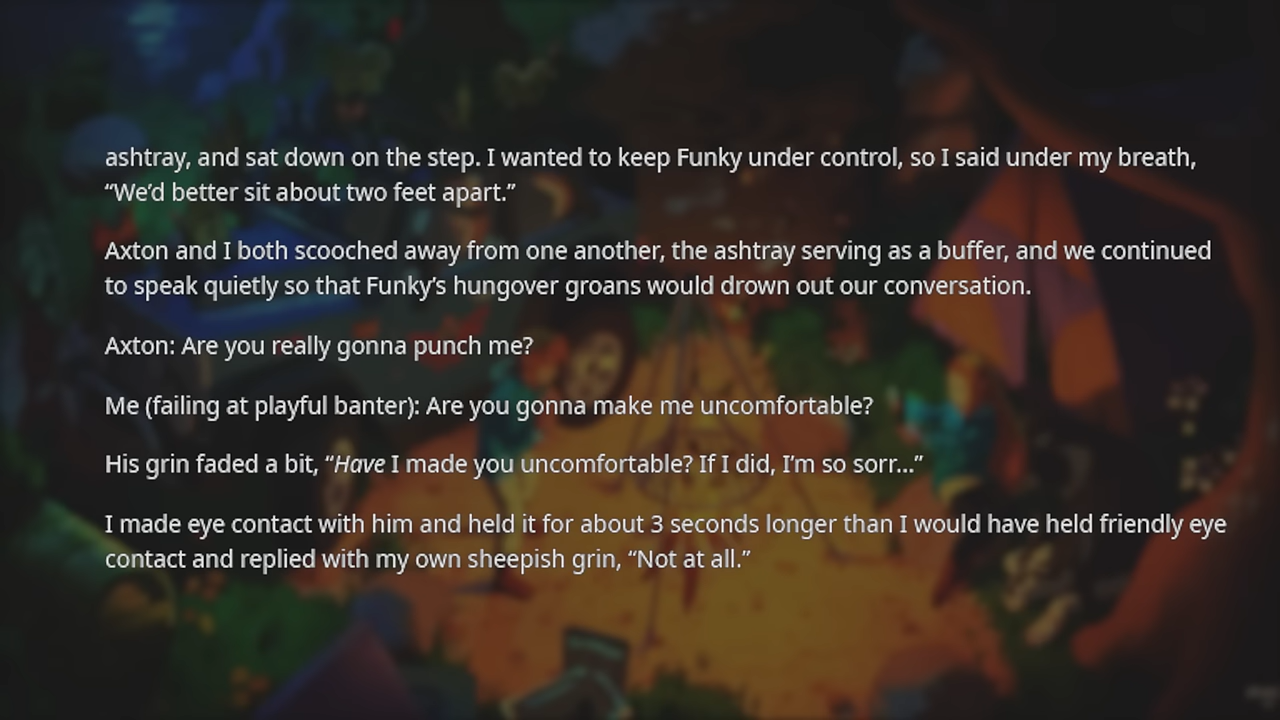 ashtray, and sat down on the step. I wanted to keep Funky under control, so I said under my breath,
“We’d better sit about two feet apart.”
Axton and I both scooched away from one another, the ashtray serving as a buffer, and we continued
to speak quietly so that Funky’s hungover groans would drown out our conversation.
Axton: Are you really gonna punch me?
Me (failing at playful banter): Are you gonna make me uncomfortable?
His grin faded a bit, “Have I made you uncomfortable? If I did, I’m so sorr...”
I made eye contact with him and held it for about 3 seconds longer than I would have held friendly eye
contact and replied with my own sheepish grin, “Not at all.”